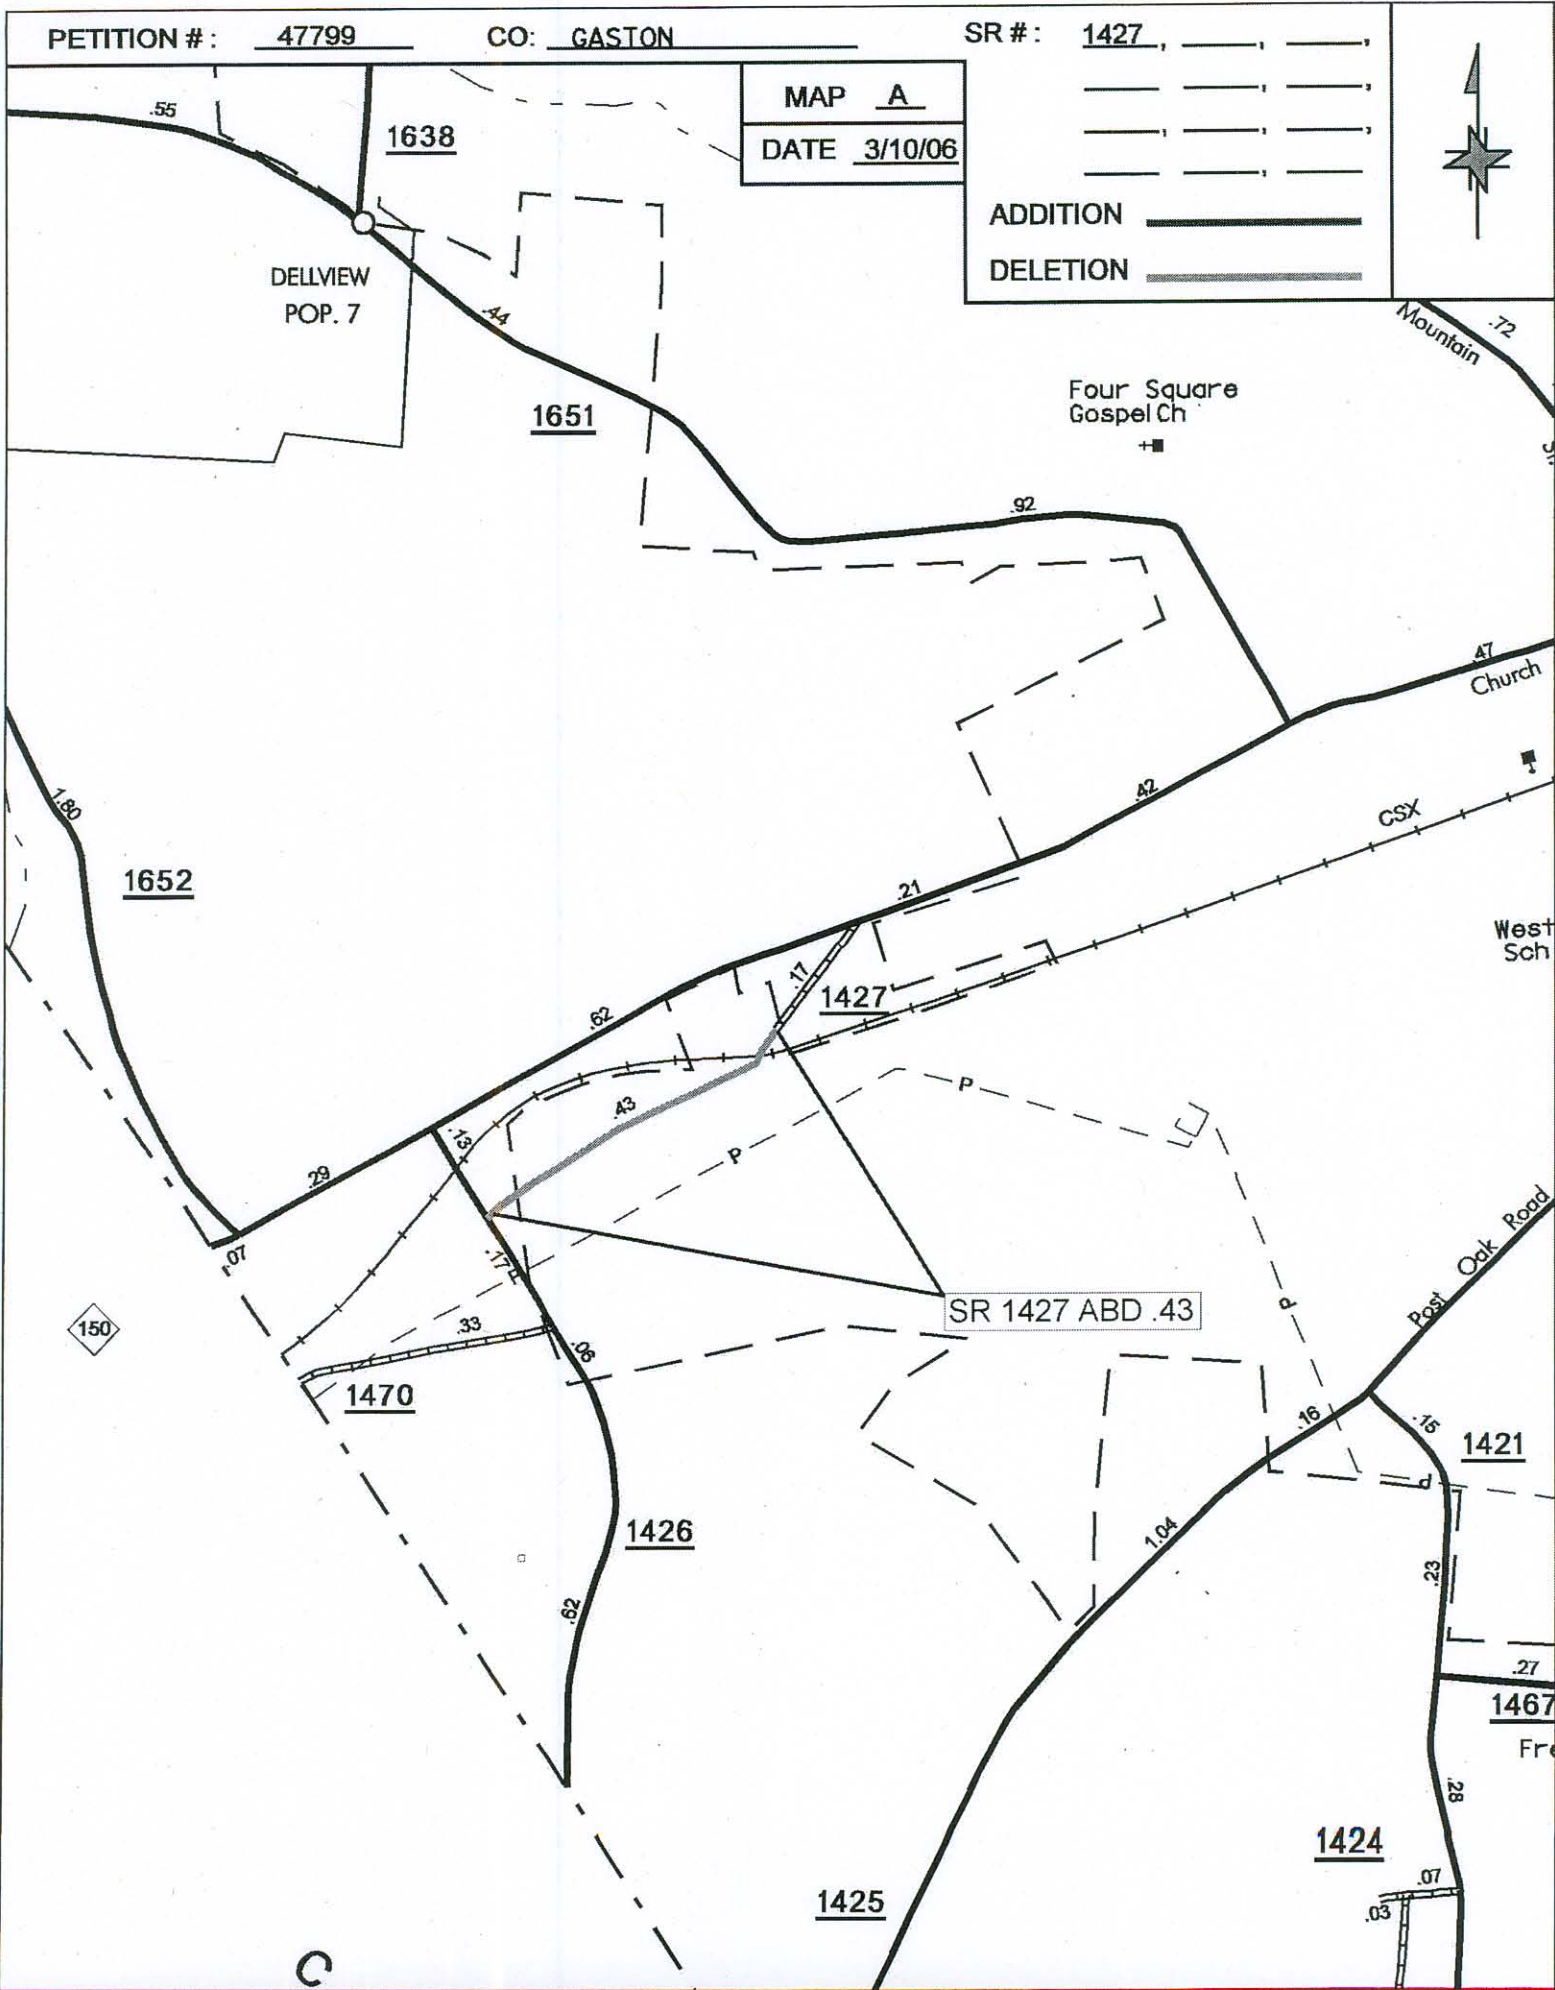 PETITION #: 47799 CO: GASTON SR #: 1427, , ,
MAP A
DATE 3/10/06
ADDITION
DELETION
.55
1638
DELLVIEW
POP. 7
.44
1651
Mountain
.72
Four Square
Gospel Ch
.92
.47
Church
1.80
1652
.42
CSX
.21
West
Sch
.17
1427
.62
.43
P
P
.13
.29
.07
.17
P
SR 1427 ABD .43
P
Post Oak Road
150
.33
.06
1470
.16
.15
1421
P
1426
1.04
.23
.62
.27
1467
Fre
.28
1424
.07
.03
1425
C